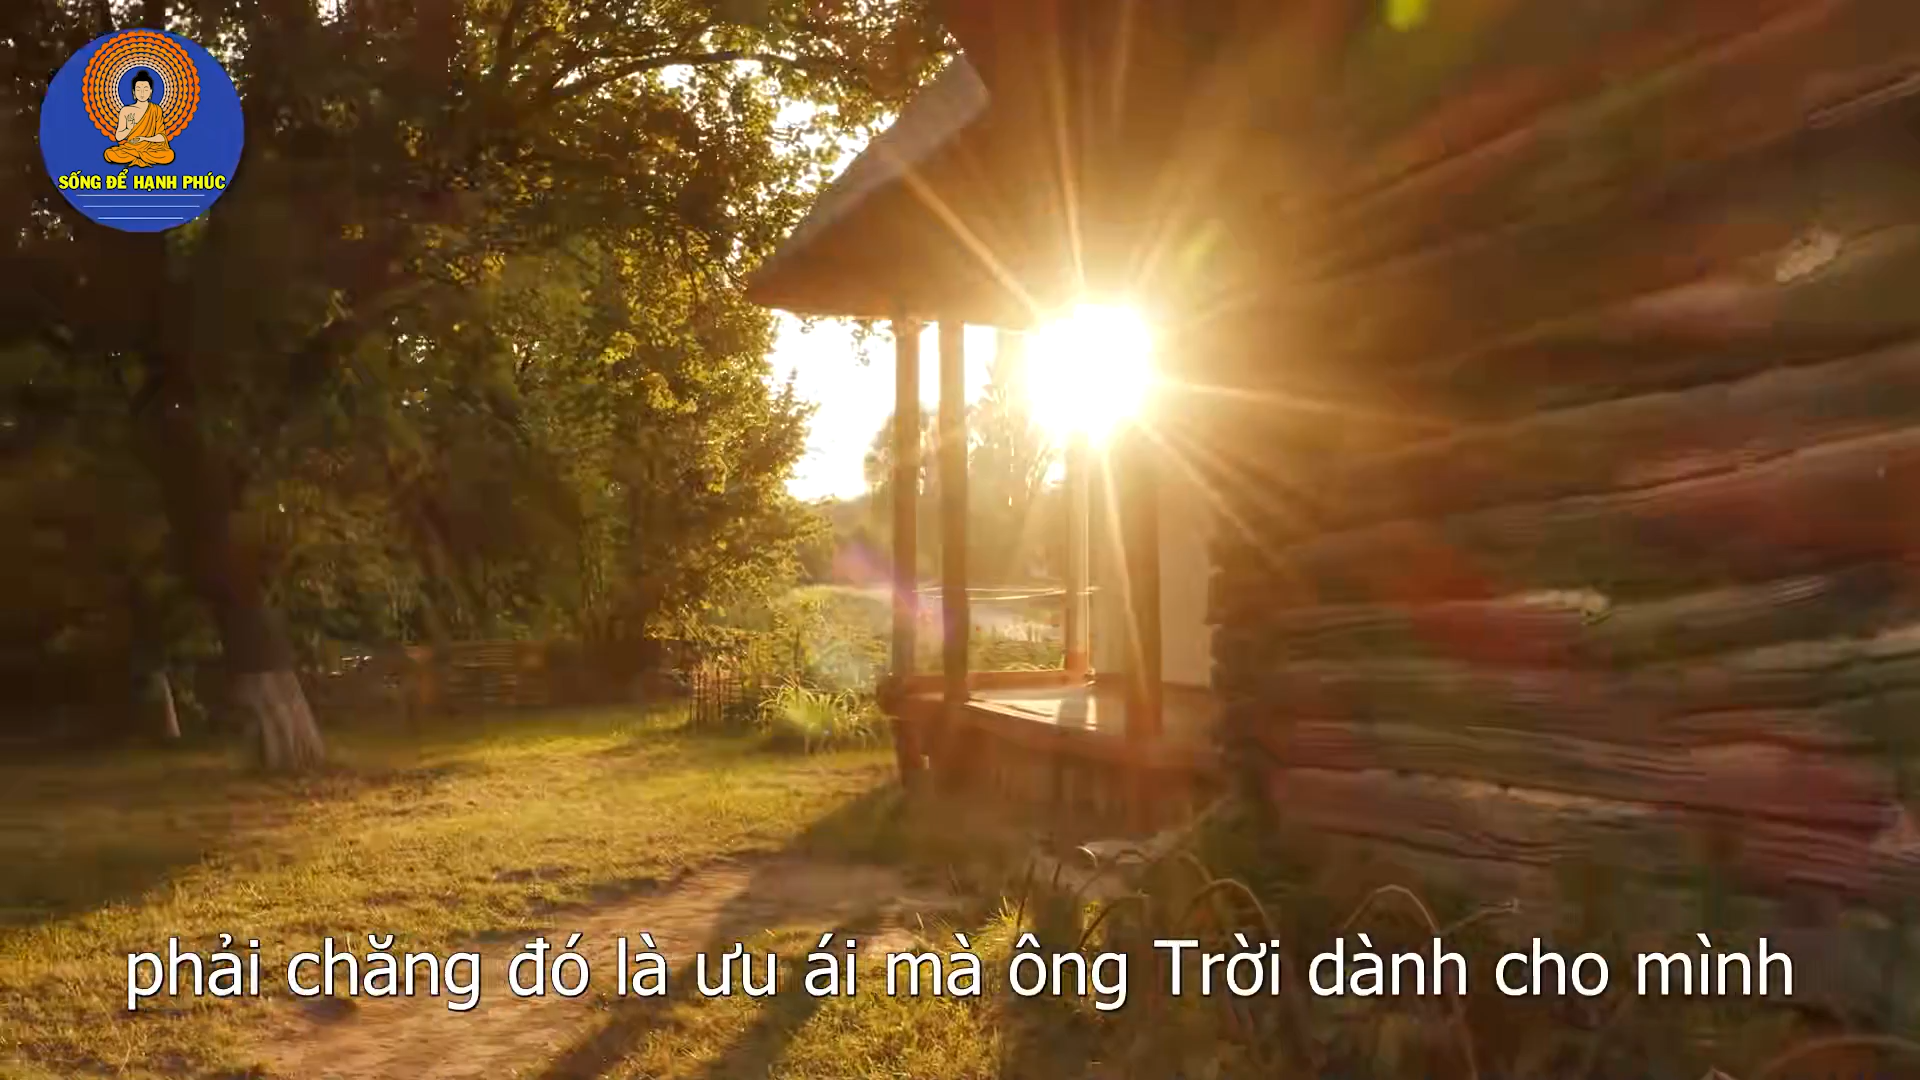 SỐNG ĐỂ HẠNH PHÚC
phải chăng đó là ưu ái mà ông Trời dành cho mình